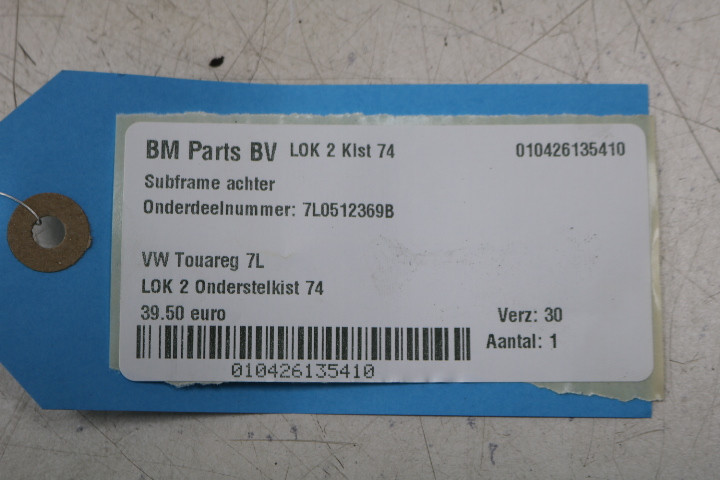 BM Parts BV LOK 2 Klst 74 010426135410
Subframe achter
Onderdeelnummer: 7L0512369B
VW Touareg 7L
LOK 2 Onderstelkist 74
39.50 euro Verz: 30
Aantal: 1
010426135410